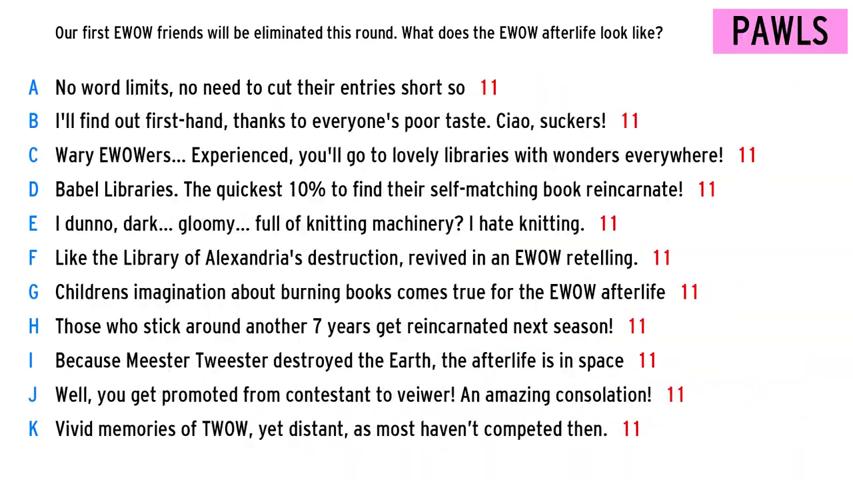 Our first EWOW friends will be eliminated this round. What does the EWOW afterlife look like?
PAWLS
A No word limits, no need to cut their entries short so 11
B I'll find out first-hand, thanks to everyone's poor taste. Ciao, suckers! 11
C Wary EWOWers... Experienced, you'll go to lovely libraries with wonders everywhere! 11
D Babel Libraries. The quickest 10% to find their self-matching book reincarnate! 11
E I dunno, dark... gloomy... full of knitting machinery? I hate knitting. 11
F Like the Library of Alexandria's destruction, revived in an EWOW retelling. 11
G Childrens imagination about burning books comes true for the EWOW afterlife 11
H Those who stick around another 7 years get reincarnated next season! 11
I Because Meester Tweester destroyed the Earth, the afterlife is in space 11
J Well, you get promoted from contestant to veiwer! An amazing consolation! 11
K Vivid memories of TWOW, yet distant, as most haven't competed then. 11